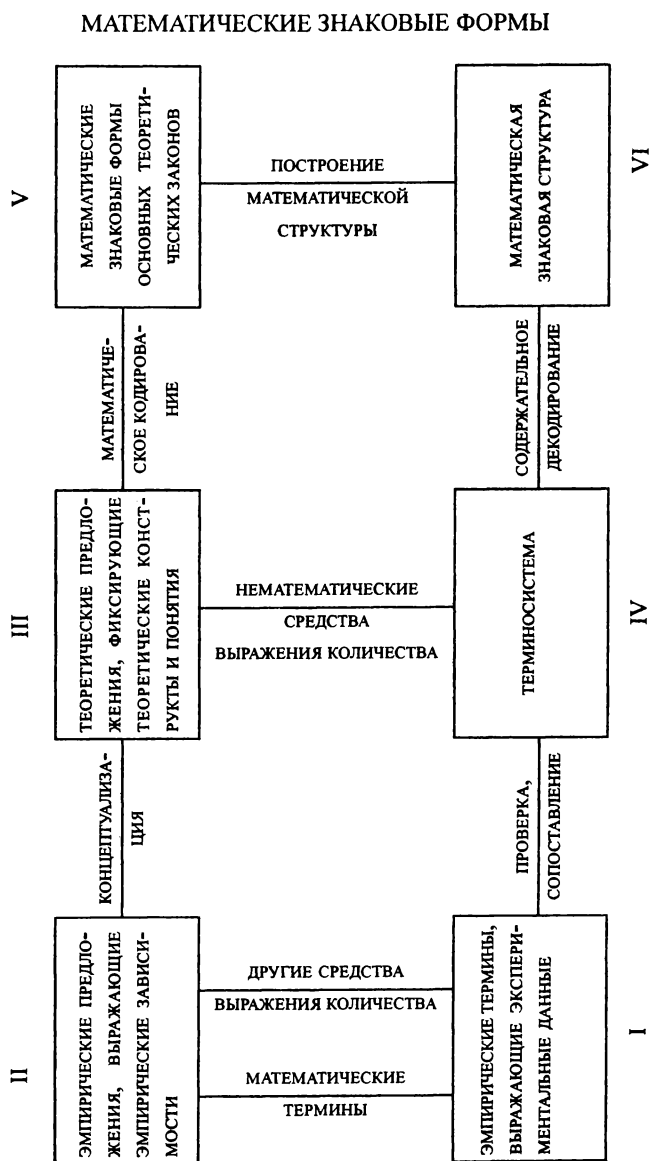 МАТЕМАТИЧЕСКИЕ ЗНАКОВЫЕ ФОРМЫ
V
МАТЕМАТИЧЕСКИЕ
ЗНАКОВЫЕ ФОРМЫ
ОСНОВНЫХ ТЕОРЕТИ-
ЧЕСКИХ ЗАКОНОВ
ПОСТРОЕНИЕ
МАТЕМАТИЧЕСКОЙ
СТРУКТУРЫ
МАТЕМАТИЧЕСКАЯ
ЗНАКОВАЯ СТРУКТУРА
VI
МАТЕМАТИЧЕ-
СКОЕ КОДИРОВА-
НИЕ
СОДЕРЖАТЕЛЬНОЕ
ДЕКОДИРОВАНИЕ
III
ТЕОРЕТИЧЕСКИЕ ПРЕДЛО-
ЖЕНИЯ, ФИКСИРУЮЩИЕ
ТЕОРЕТИЧЕСКИЕ КОНСТ-
РУКТЫ И ПОНЯТИЯ
НЕМАТЕМАТИЧЕСКИЕ
СРЕДСТВА
ВЫРАЖЕНИЯ КОЛИЧЕСТВА
ТЕРМИНОСИСТЕМА
IV
КОНЦЕПТУАЛИЗА-
ЦИЯ
ПРОВЕРКА,
СОПОСТАВЛЕНИЕ
II
ЭМПИРИЧЕСКИЕ ПРЕДЛО-
ЖЕНИЯ, ВЫРАЖАЮЩИЕ
ЭМПИРИЧЕСКИЕ ЗАВИСИ-
МОСТИ
ДРУГИЕ СРЕДСТВА
ВЫРАЖЕНИЯ КОЛИЧЕСТВА
МАТЕМАТИЧЕСКИЕ
ТЕРМИНЫ
ЭМПИРИЧЕСКИЕ ТЕРМИНЫ,
ВЫРАЖАЮЩИЕ ЭКСПЕРИ-
МЕНТАЛЬНЫЕ ДАННЫЕ
I